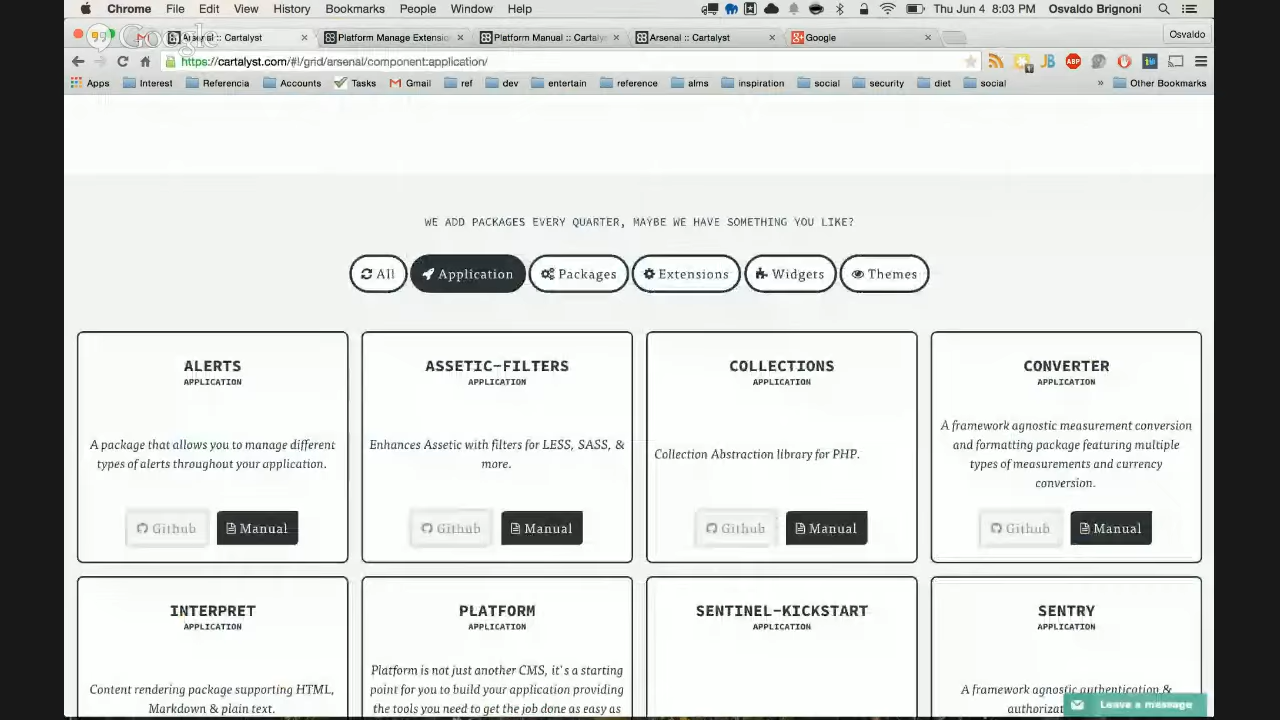 Chrome File Edit View History Bookmarks People Window Help Thu Jun 4 8:03 PM Osvaldo Brignoni
Google
Arsenal :: Cartalyst Platform Manage Extension Platform Manual :: Cartalyst Arsenal :: Cartalyst Google Osvaldo
https://cartalyst.com/#!/grid/arsenal/component:application/
Apps Interest Referencia Accounts Tasks Gmail ref dev entertain reference alms inspiration social security diet social » Other Bookmarks
WE ADD PACKAGES EVERY QUARTER, MAYBE WE HAVE SOMETHING YOU LIKE?
All Application Packages Extensions Widgets Themes
ALERTS
APPLICATION
A package that allows you to manage different
types of alerts throughout your application.
Github Manual
ASSETIC-FILTERS
APPLICATION
Enhances Assetic with filters for LESS, SASS, &
more.
Github Manual
COLLECTIONS
APPLICATION
Collection Abstraction library for PHP.
Github Manual
CONVERTER
APPLICATION
A framework agnostic measurement conversion
and formatting package featuring multiple
types of measurements and currency
conversion.
Github Manual
INTERPRET
APPLICATION
Content rendering package supporting HTML,
Markdown & plain text.
PLATFORM
APPLICATION
Platform is not just another CMS, it's a starting
point for you to build your application providing
the tools you need to get the job done as easy as
SENTINEL-KICKSTART
APPLICATION
SENTRY
APPLICATION
A framework agnostic authentication &
Leave a message